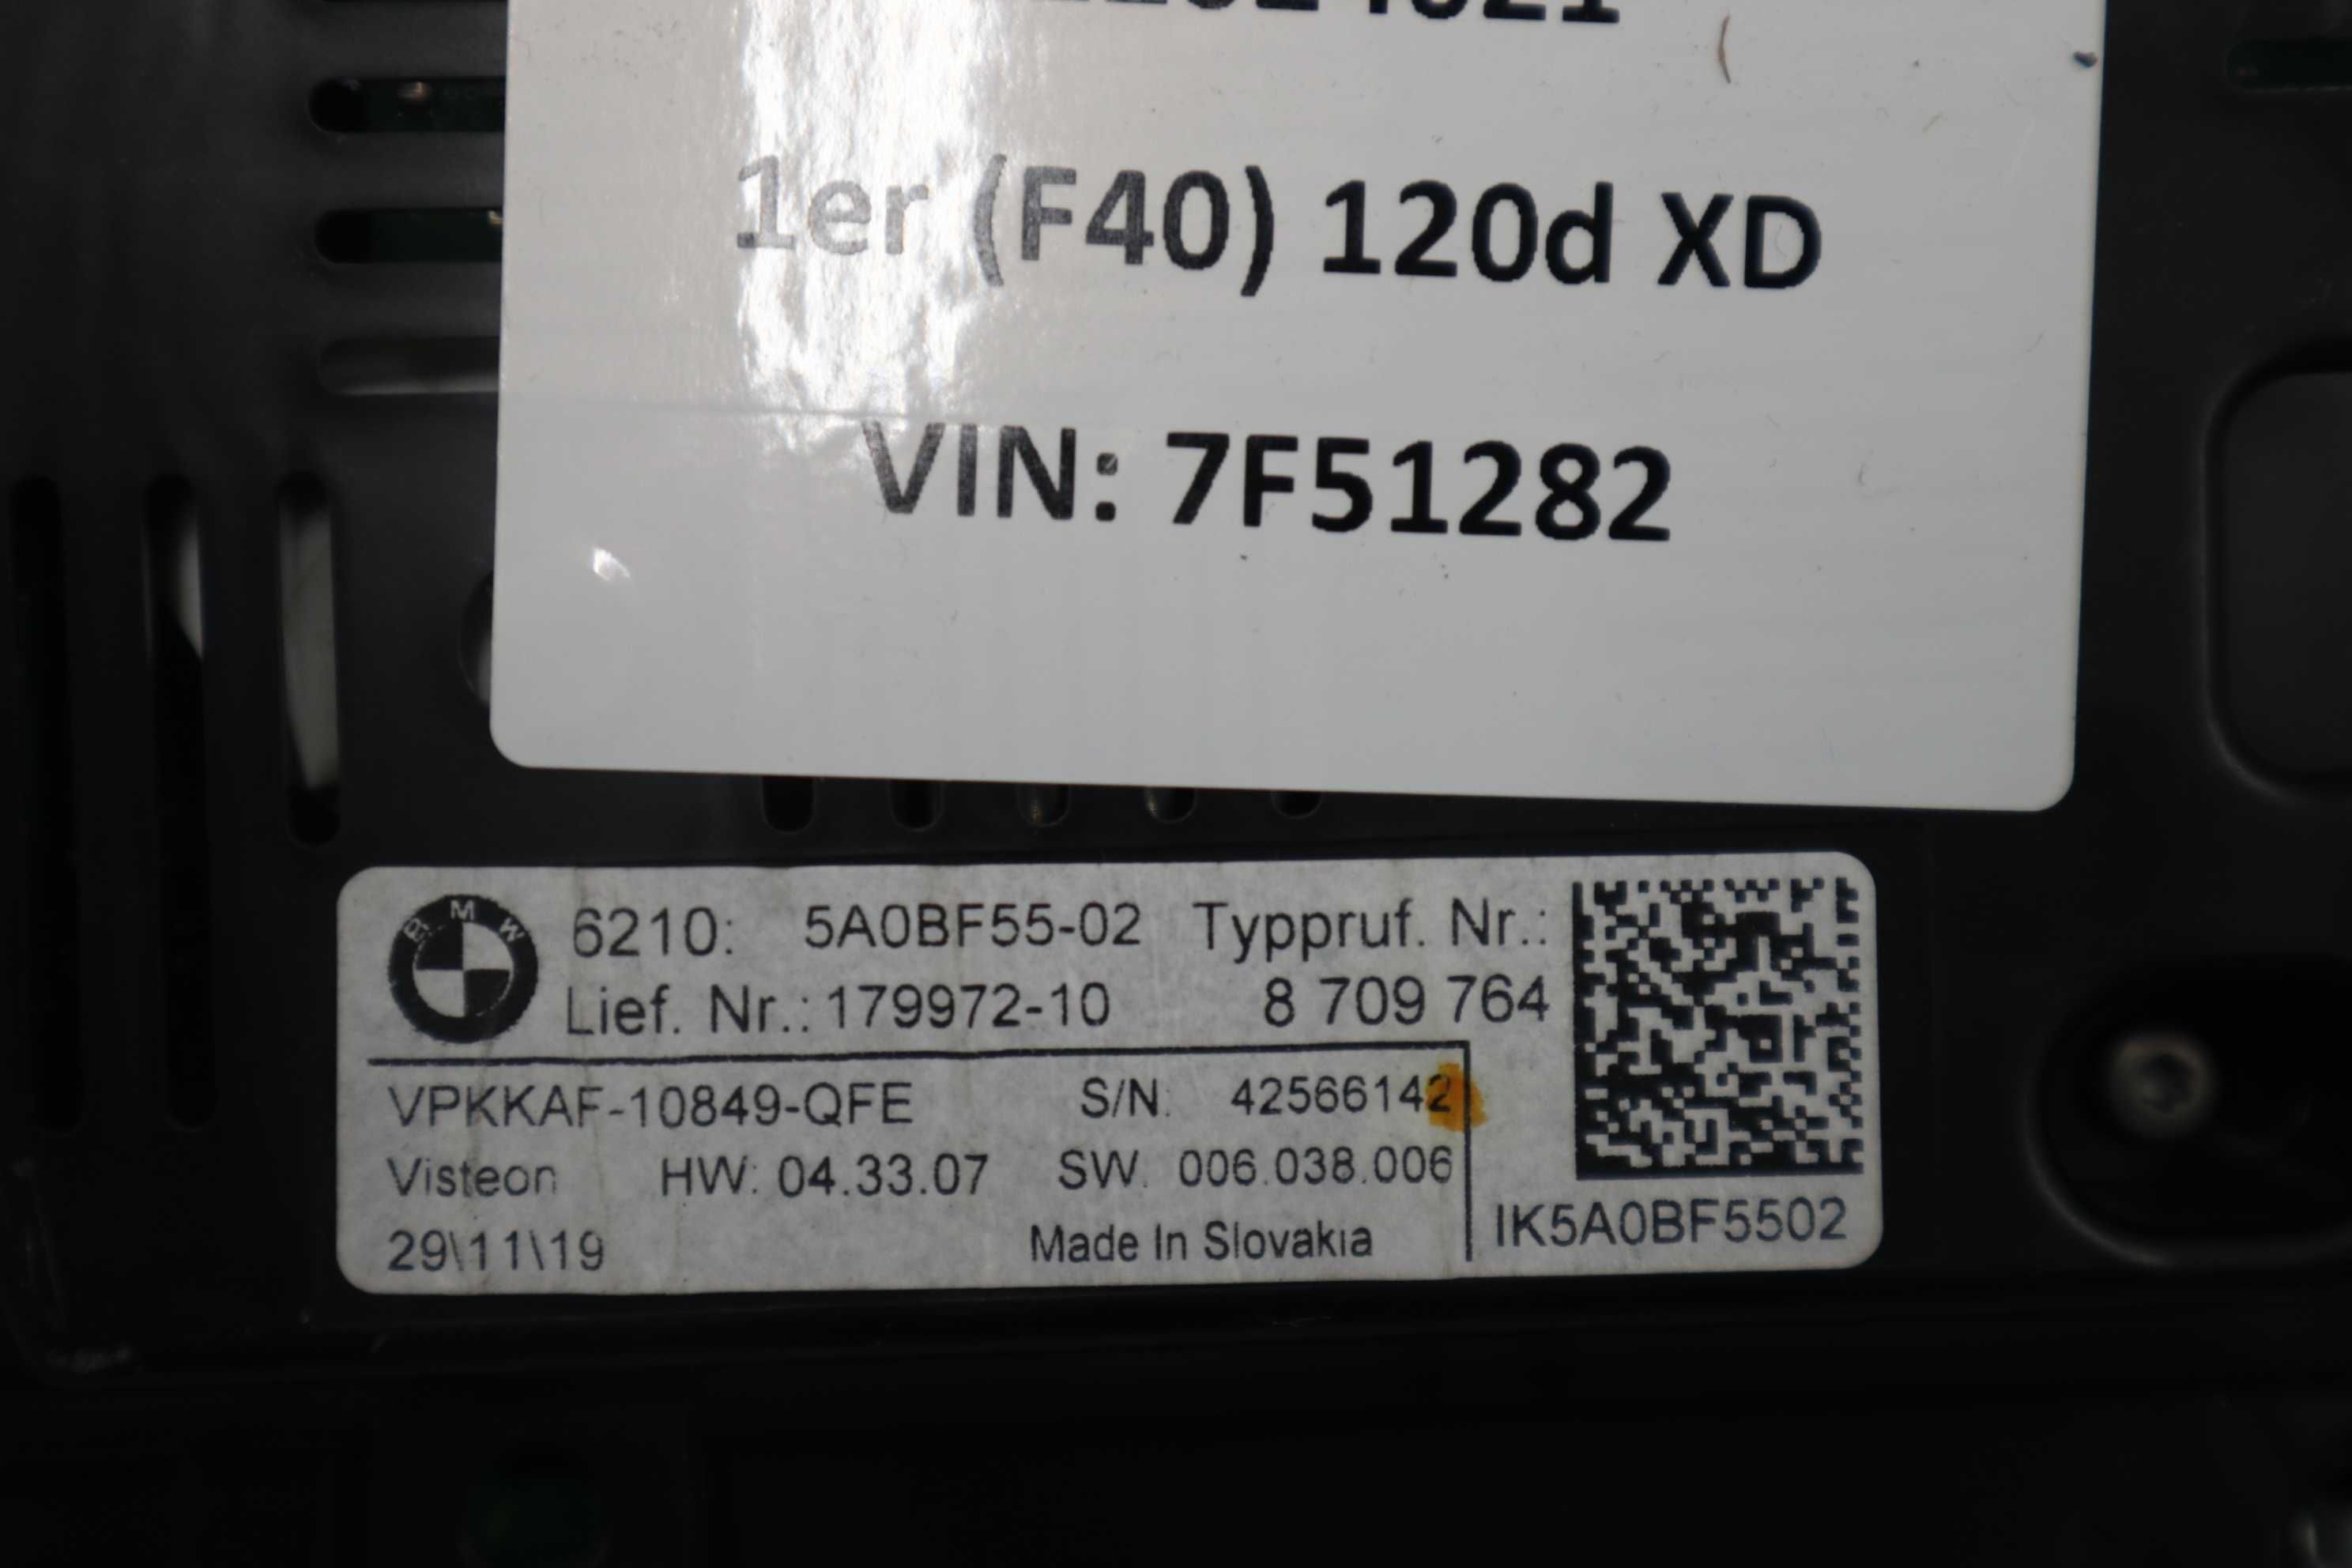 1er (F40) 120d XD
VIN: 7F51282
BMW
6210: 5A0BF55-02 Typpruf. Nr.:
Lief. Nr.: 179972-10 8 709 764
VPKKAF-10849-QFE S/N: 42566142
Visteon HW: 04.33.07 SW: 006.038.006
29\11\19 Made In Slovakia
IK5A0BF5502